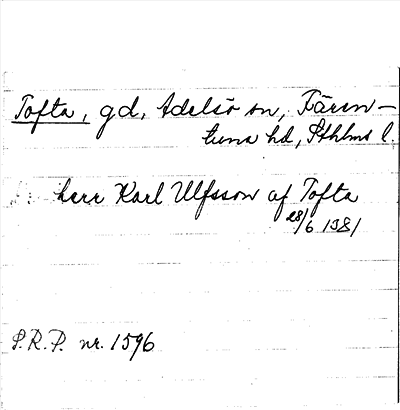 Tofta, gd, Adelsö sn, Fären-
tuna hd, Sthlms l.
herr Karl Ulfsson af Tofta
28/6 1381
S.R.P. nr. 1596